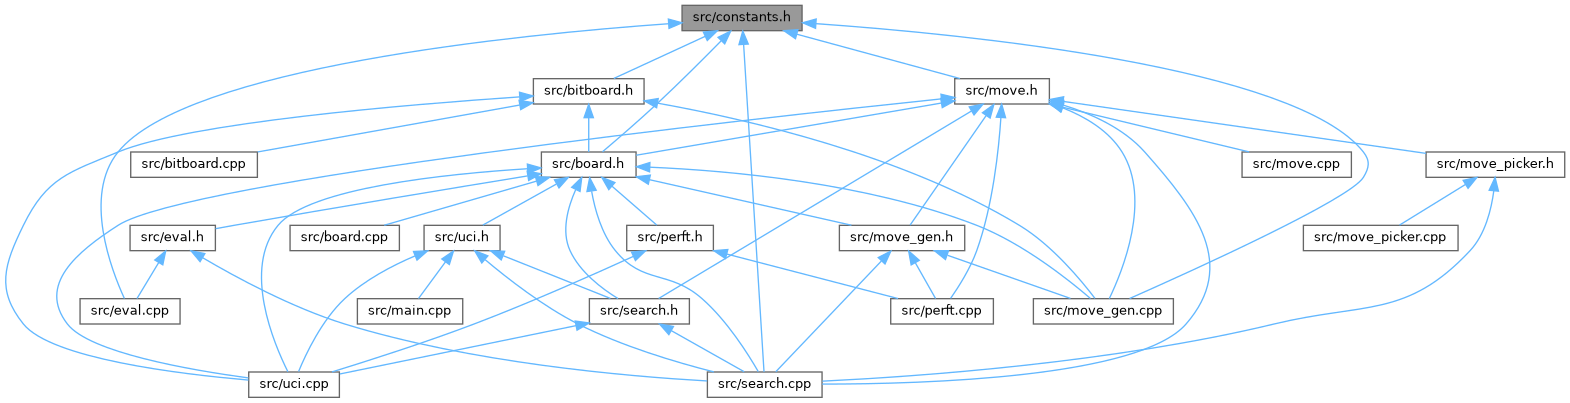 src/constants.h
src/bitboard.h
src/move.h
src/bitboard.cpp
src/board.h
src/move.cpp
src/move_picker.h
src/eval.h
src/board.cpp
src/uci.h
src/perft.h
src/move_gen.h
src/move_picker.cpp
src/eval.cpp
src/main.cpp
src/search.h
src/perft.cpp
src/move_gen.cpp
src/uci.cpp
src/search.cpp